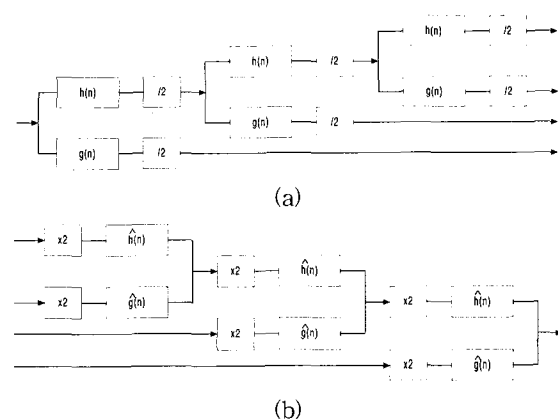 h(n) /2
h(n) /2 g(n) /2
h(n) /2 g(n) /2
g(n) /2
(a)
x2 ĥ(n)
x2 ĥ(n)
x2 ĝ(n) x2 ĥ(n)
x2 ĝ(n)
x2 ĝ(n)
(b)